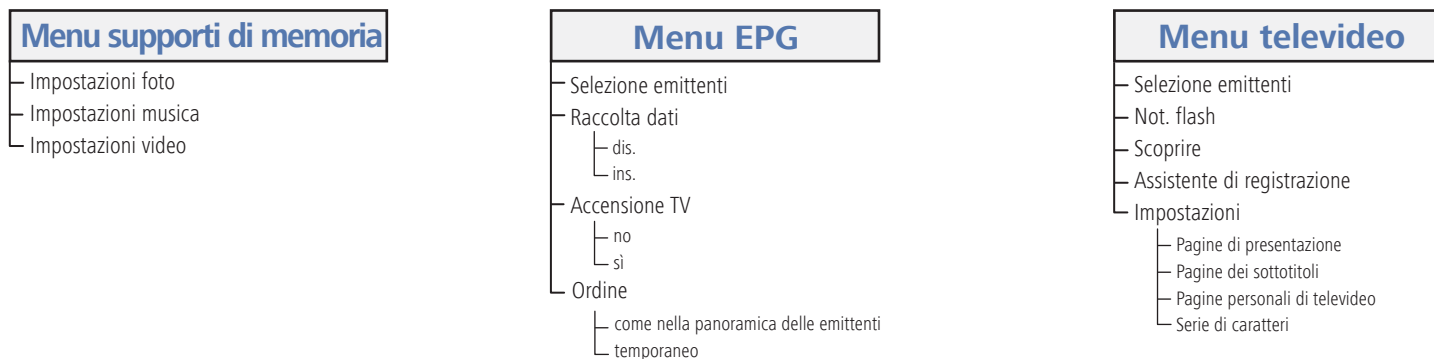 Menu supporti di memoria
Impostazioni foto
Impostazioni musica
Impostazioni video
Menu EPG
Selezione emittenti
Raccolta dati
dis.
ins.
Accensione TV
no
sì
Ordine
come nella panoramica delle emittenti
temporaneo
Menu televideo
Selezione emittenti
Not. flash
Scoprire
Assistente di registrazione
Impostazioni
Pagine di presentazione
Pagine dei sottotitoli
Pagine personali di televideo
Serie di caratteri